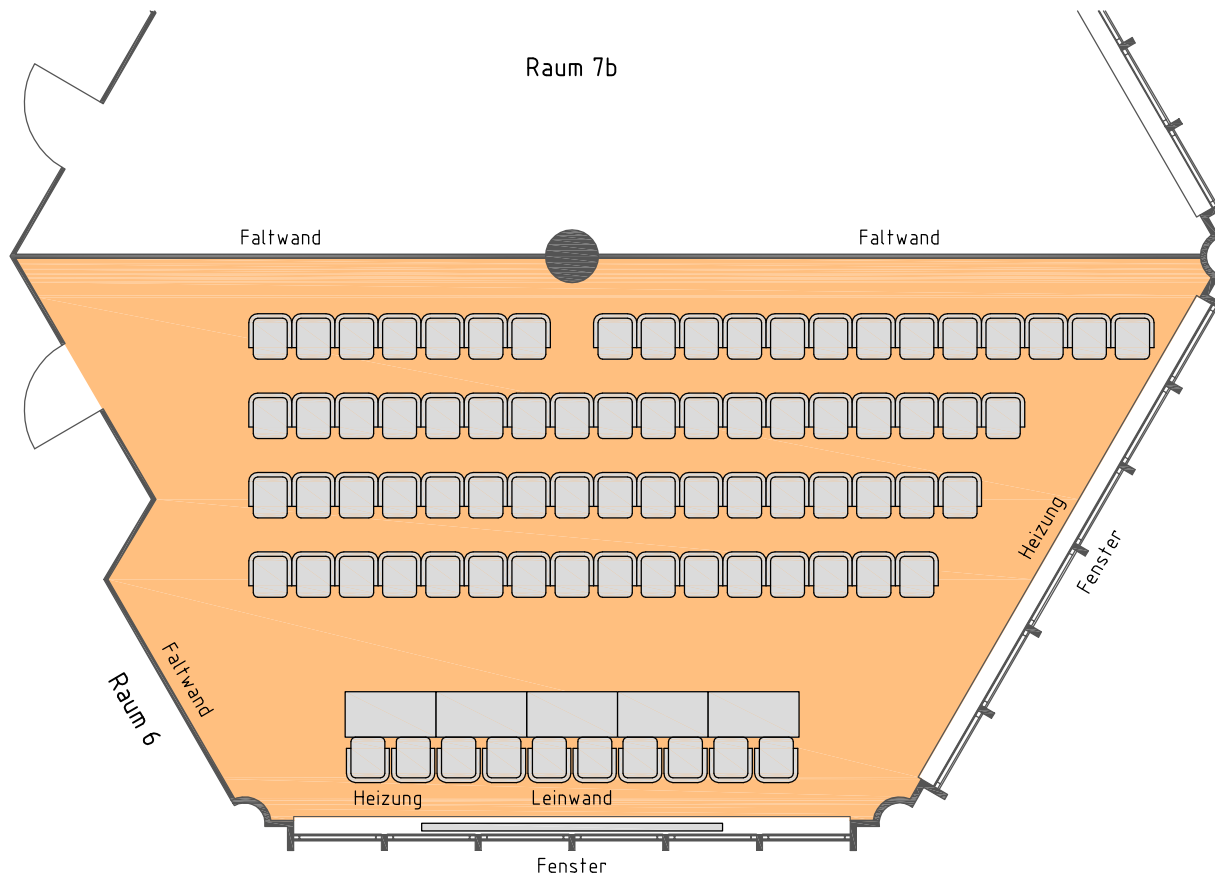 Raum 7b
Faltwand
Faltwand
Heizung
Fenster
Faltwand
Raum 6
Heizung
Leinwand
Fenster